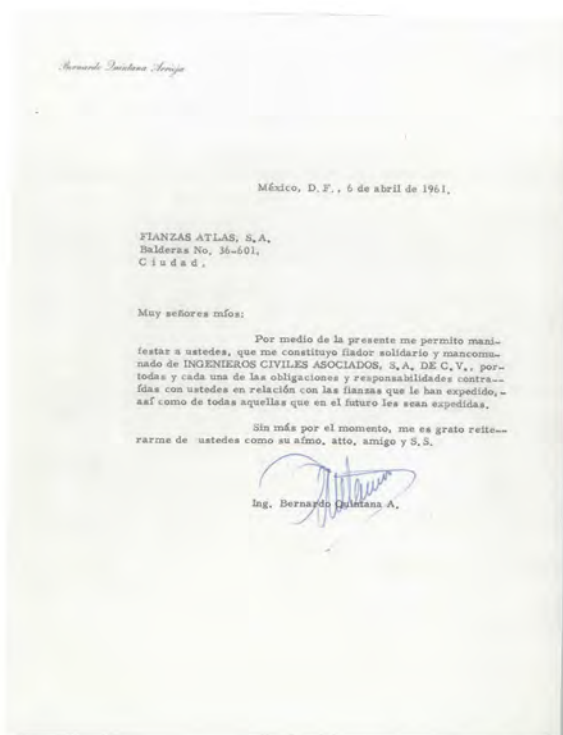 Bernardo Quintana Arrioja
México, D.F., 6 de abril de 1961.
FIANZAS ATLAS, S.A.
Balderas No. 36-601.
C i u d a d .
Muy señores míos:
Por medio de la presente me permito mani-
festar a ustedes, que me constituyo fiador solidario y mancomu-
nado de INGENIEROS CIVILES ASOCIADOS, S.A. DE C.V., por-
todas y cada una de las obligaciones y responsabilidades contra--
ídas con ustedes en relación con las fianzas que le han expedido, -
así como de todas aquellas que en el futuro les sean expedidas.
Sin más por el momento, me es grato reite--
rarme de ustedes como su afmo. atto. amigo y S.S.
Ing. Bernardo Quintana A.